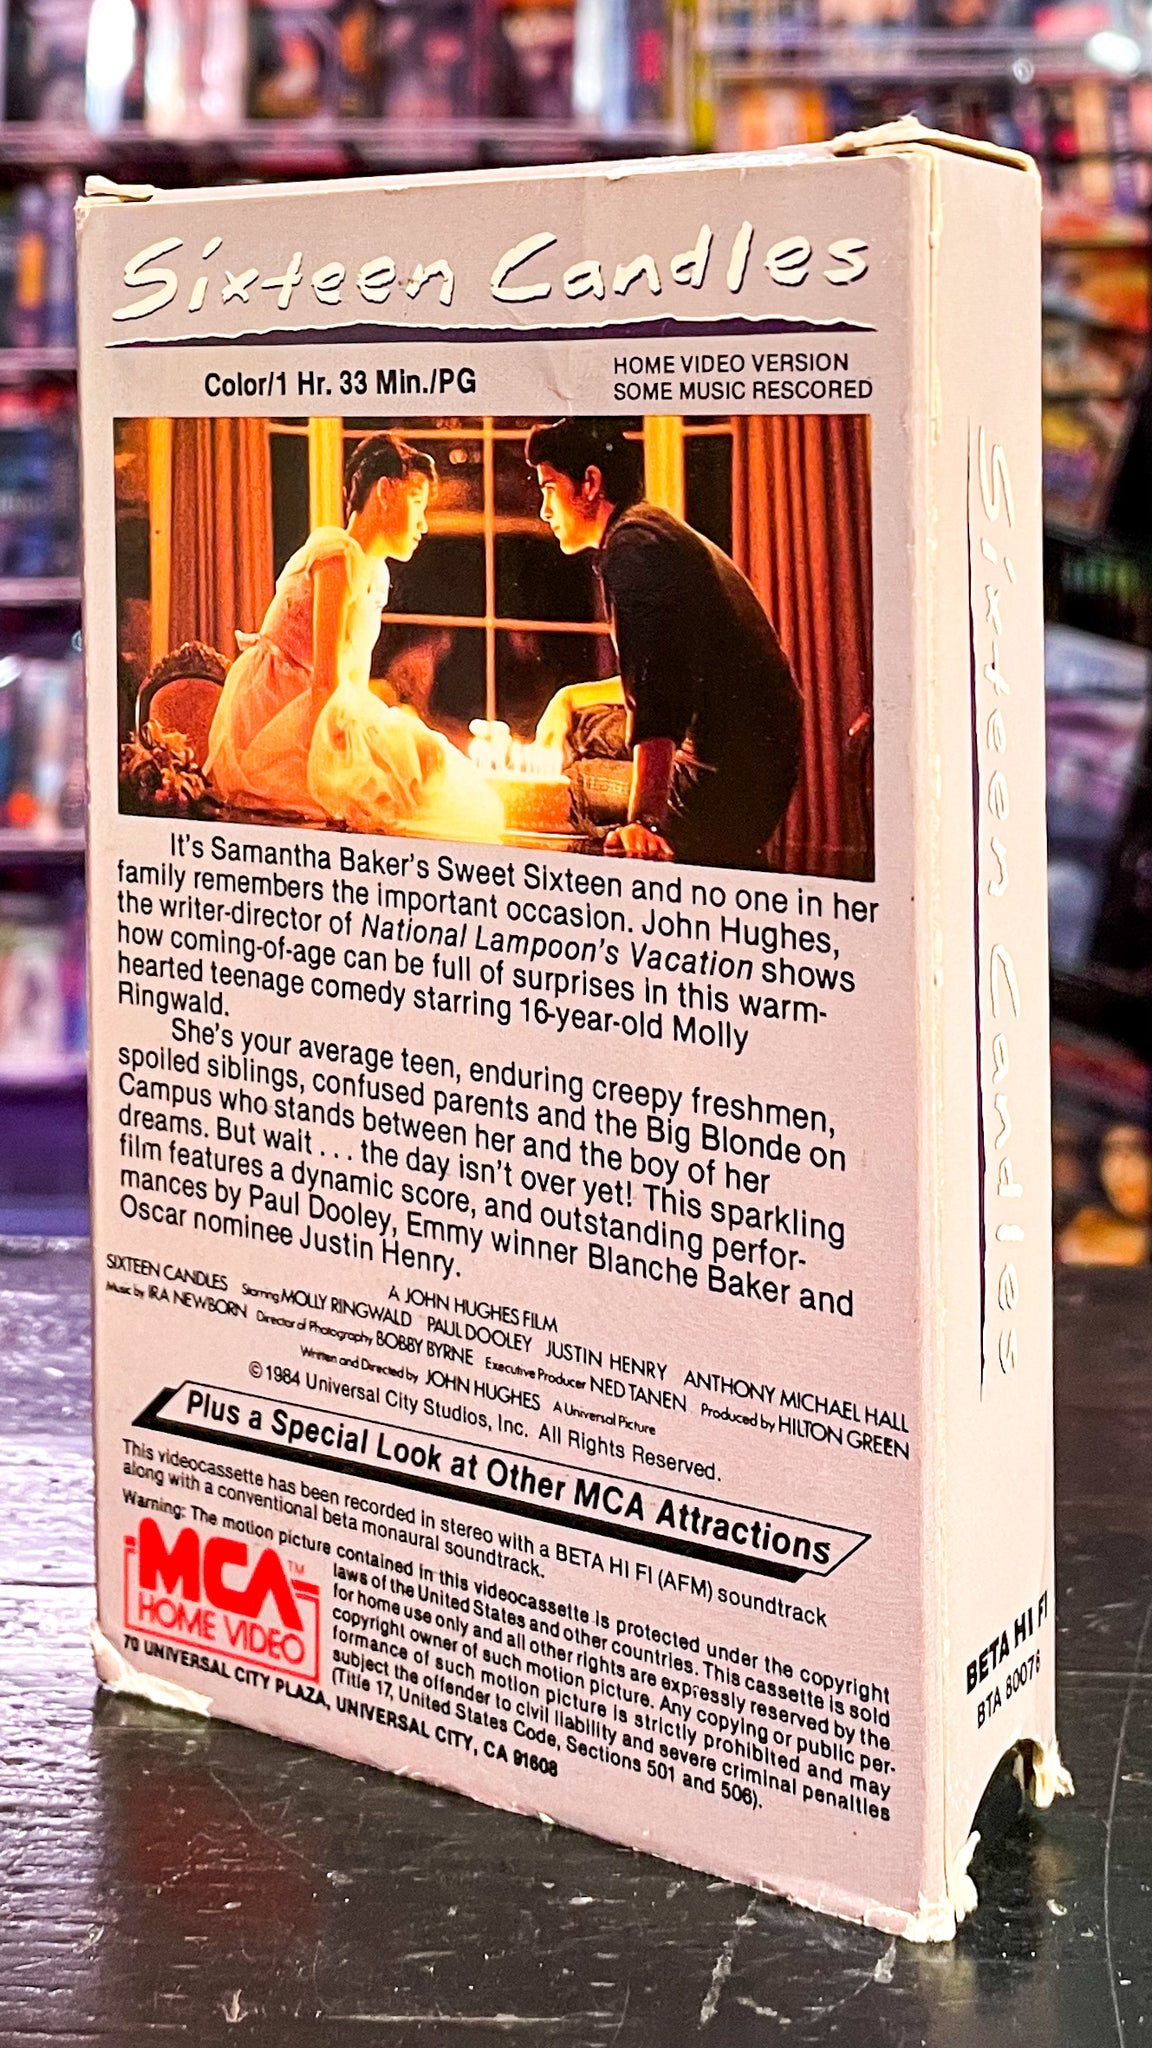 Sixteen Candles
Color/1 Hr. 33 Min./PG
HOME VIDEO VERSION
SOME MUSIC RESCORED
It's Samantha Baker's Sweet Sixteen and no one in her
family remembers the important occasion. John Hughes,
the writer-director of National Lampoon's Vacation shows
how coming-of-age can be full of surprises in this warm-
hearted teenage comedy starring 16-year-old Molly
Ringwald.
She's your average teen, enduring creepy freshmen,
spoiled siblings, confused parents and the Big Blonde on
Campus who stands between her and the boy of her
dreams. But wait . . . the day isn't over yet! This sparkling
film features a dynamic score, and outstanding perfor-
mances by Paul Dooley, Emmy winner Blanche Baker and
Oscar nominee Justin Henry.
A JOHN HUGHES FILM
SIXTEEN CANDLES Starring MOLLY RINGWALD PAUL DOOLEY JUSTIN HENRY ANTHONY MICHAEL HALL
Music by IRA NEWBORN Director of Photography BOBBY BYRNE Executive Producer NED TANEN Produced by HILTON GREEN
Written and Directed by JOHN HUGHES A Universal Picture
© 1984 Universal City Studios, Inc. All Rights Reserved.
Plus a Special Look at Other MCA Attractions
This videocassette has been recorded in stereo with a BETA HI FI (AFM) soundtrack
along with a conventional beta monaural soundtrack.
Warning: The motion picture contained in this videocassette is protected under the copyright
laws of the United States and other countries. This cassette is sold
for home use only and all other rights are expressly reserved by the
copyright owner of such motion picture. Any copying or public per-
formance of such motion picture is strictly prohibited and may
subject the offender to civil liability and severe criminal penalties
(Title 17, United States Code, Sections 501 and 506).
MCA™
HOME VIDEO
70 UNIVERSAL CITY PLAZA, UNIVERSAL CITY, CA 91608
Sixteen Candles
BETA HI FI
BTA 80076